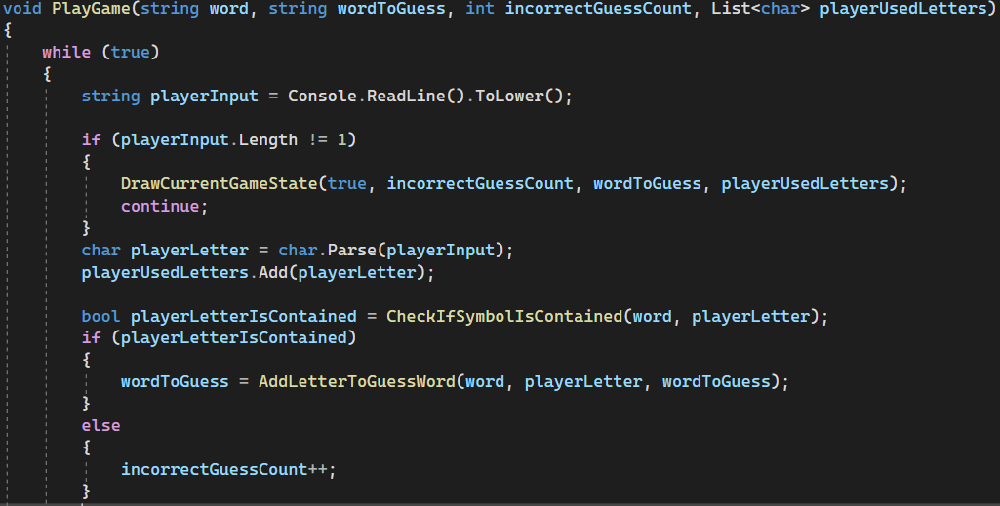 void PlayGame(string word, string wordToGuess, int incorrectGuessCount, List<char> playerUsedLetters)
{
    while (true)
    {
        string playerInput = Console.ReadLine().ToLower();

        if (playerInput.Length != 1)
        {
            DrawCurrentGameState(true, incorrectGuessCount, wordToGuess, playerUsedLetters);
            continue;
        }
        char playerLetter = char.Parse(playerInput);
        playerUsedLetters.Add(playerLetter);

        bool playerLetterIsContained = CheckIfSymbolIsContained(word, playerLetter);
        if (playerLetterIsContained)
        {
            wordToGuess = AddLetterToGuessWord(word, playerLetter, wordToGuess);
        }
        else
        {
            incorrectGuessCount++;
        }